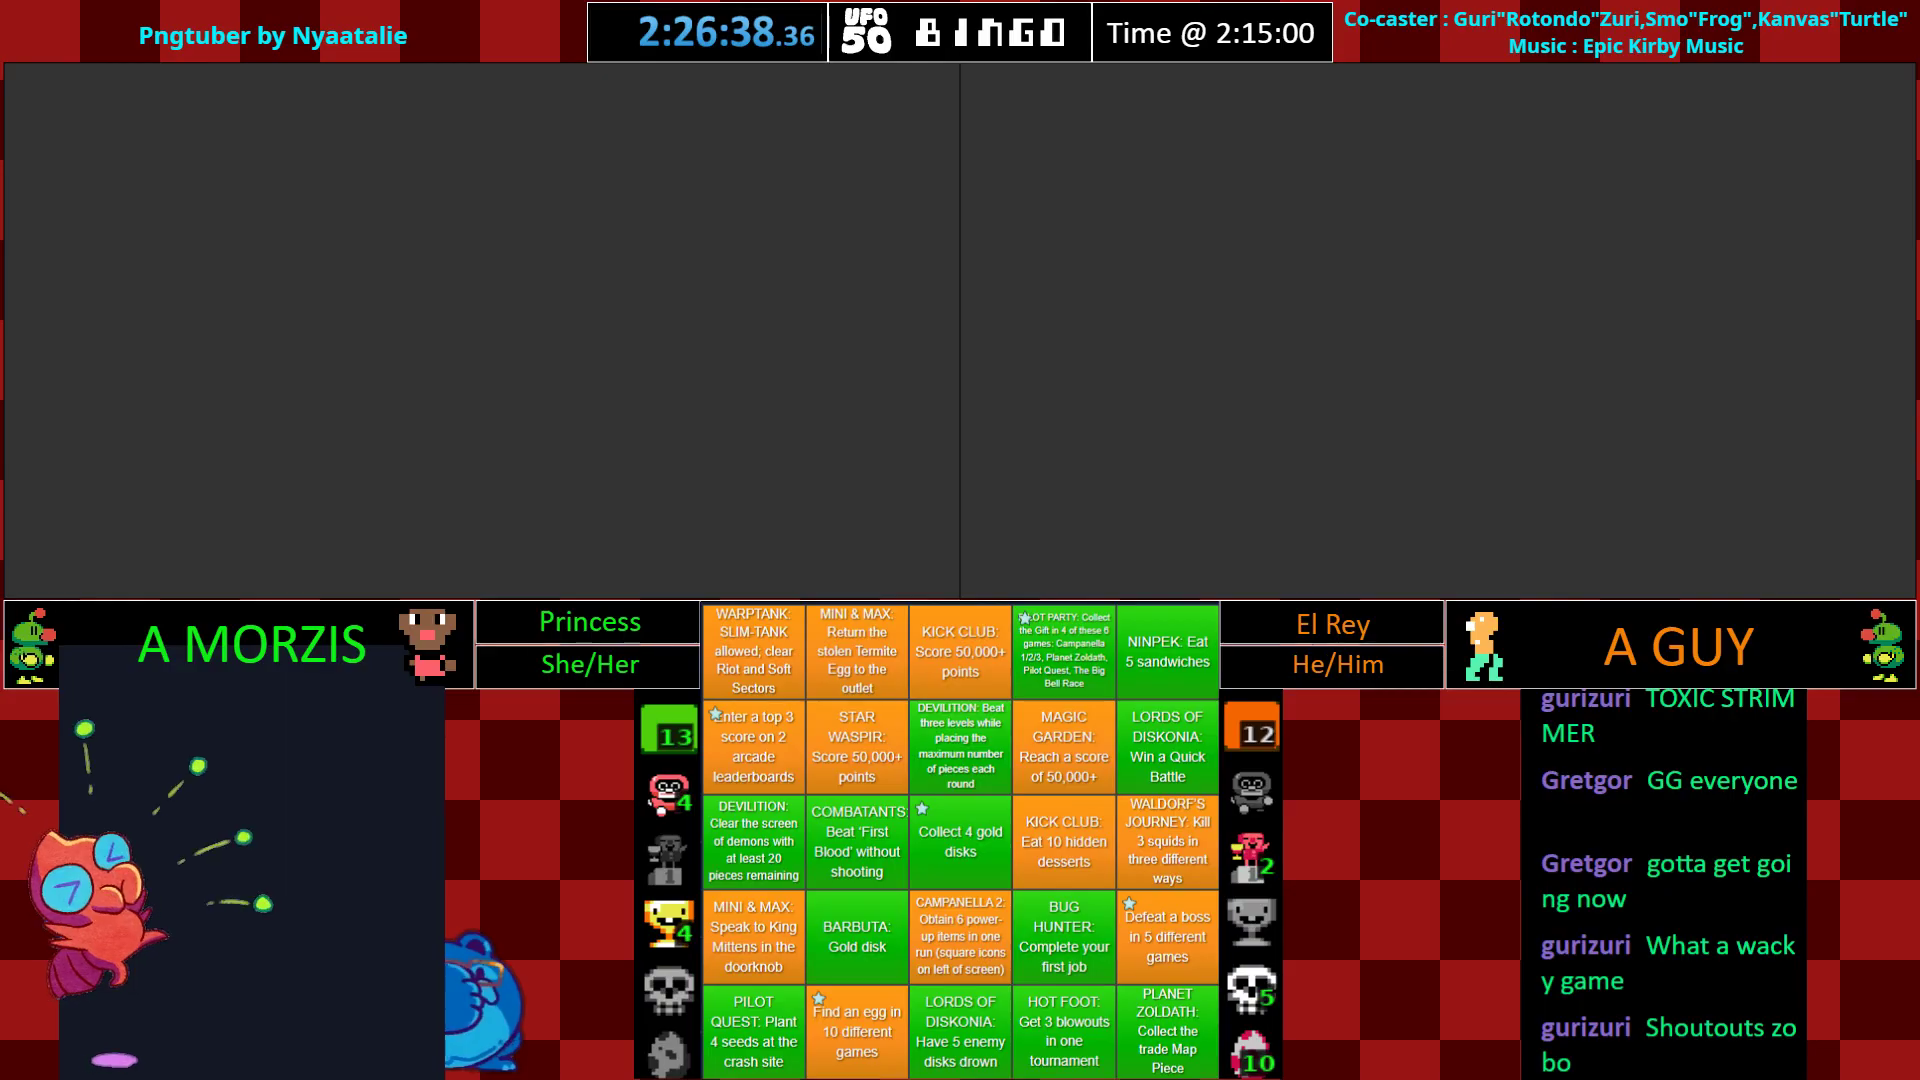 Pngtuber by Nyaatalie
2:26:38.36
UFO 50
BINGO
Time @ 2:15:00
Co-caster : Guri"Rotondo"Zuri,Smo"Frog",Kanvas"Turtle"
Music : Epic Kirby Music
A MORZIS
Princess
She/Her
El Rey
He/Him
A GUY
WARPTANK:
SLIM-TANK
allowed; clear
Riot and Soft
Sectors
MINI & MAX:
Return the
stolen Termite
Egg to the
outlet
KICK CLUB:
Score 50,000+
points
PILOT PARTY: Collect
the Gift in 4 of these 6
games: Campanella
1/2/3, Planet Zoldath,
Pilot Quest, The Big
Bell Race
NINPEK: Eat
5 sandwiches
Enter a top 3
score on 2
arcade
leaderboards
STAR
WASPIR:
Score 50,000+
points
DEVILITION: Beat
three levels while
placing the
maximum number
of pieces each
round
MAGIC
GARDEN:
Reach a score
of 50,000+
LORDS OF
DISKONIA:
Win a Quick
Battle
DEVILITION:
Clear the screen
of demons with
at least 20
pieces remaining
COMBATANTS:
Beat 'First
Blood' without
shooting
Collect 4 gold
disks
KICK CLUB:
Eat 10 hidden
desserts
WALDORF'S
JOURNEY: Kill
3 squids in
three different
ways
MINI & MAX:
Speak to King
Mittens in the
doorknob
BARBUTA:
Gold disk
CAMPANELLA 2:
Obtain 6 power-
up items in one
run (square icons
on left of screen)
BUG
HUNTER:
Complete your
first job
Defeat a boss
in 5 different
games
PILOT
QUEST: Plant
4 seeds at the
crash site
Find an egg in
10 different
games
LORDS OF
DISKONIA:
Have 5 enemy
disks drown
HOT FOOT:
Get 3 blowouts
in one
tournament
PLANET
ZOLDATH:
Collect the
trade Map
Piece
13
4
1
4
12
1 2
5
10
gurizuri TOXIC STRIM
MER
Gretgor GG everyone
Gretgor gotta get goi
ng now
gurizuri What a wack
y game
gurizuri Shoutouts zo
bo